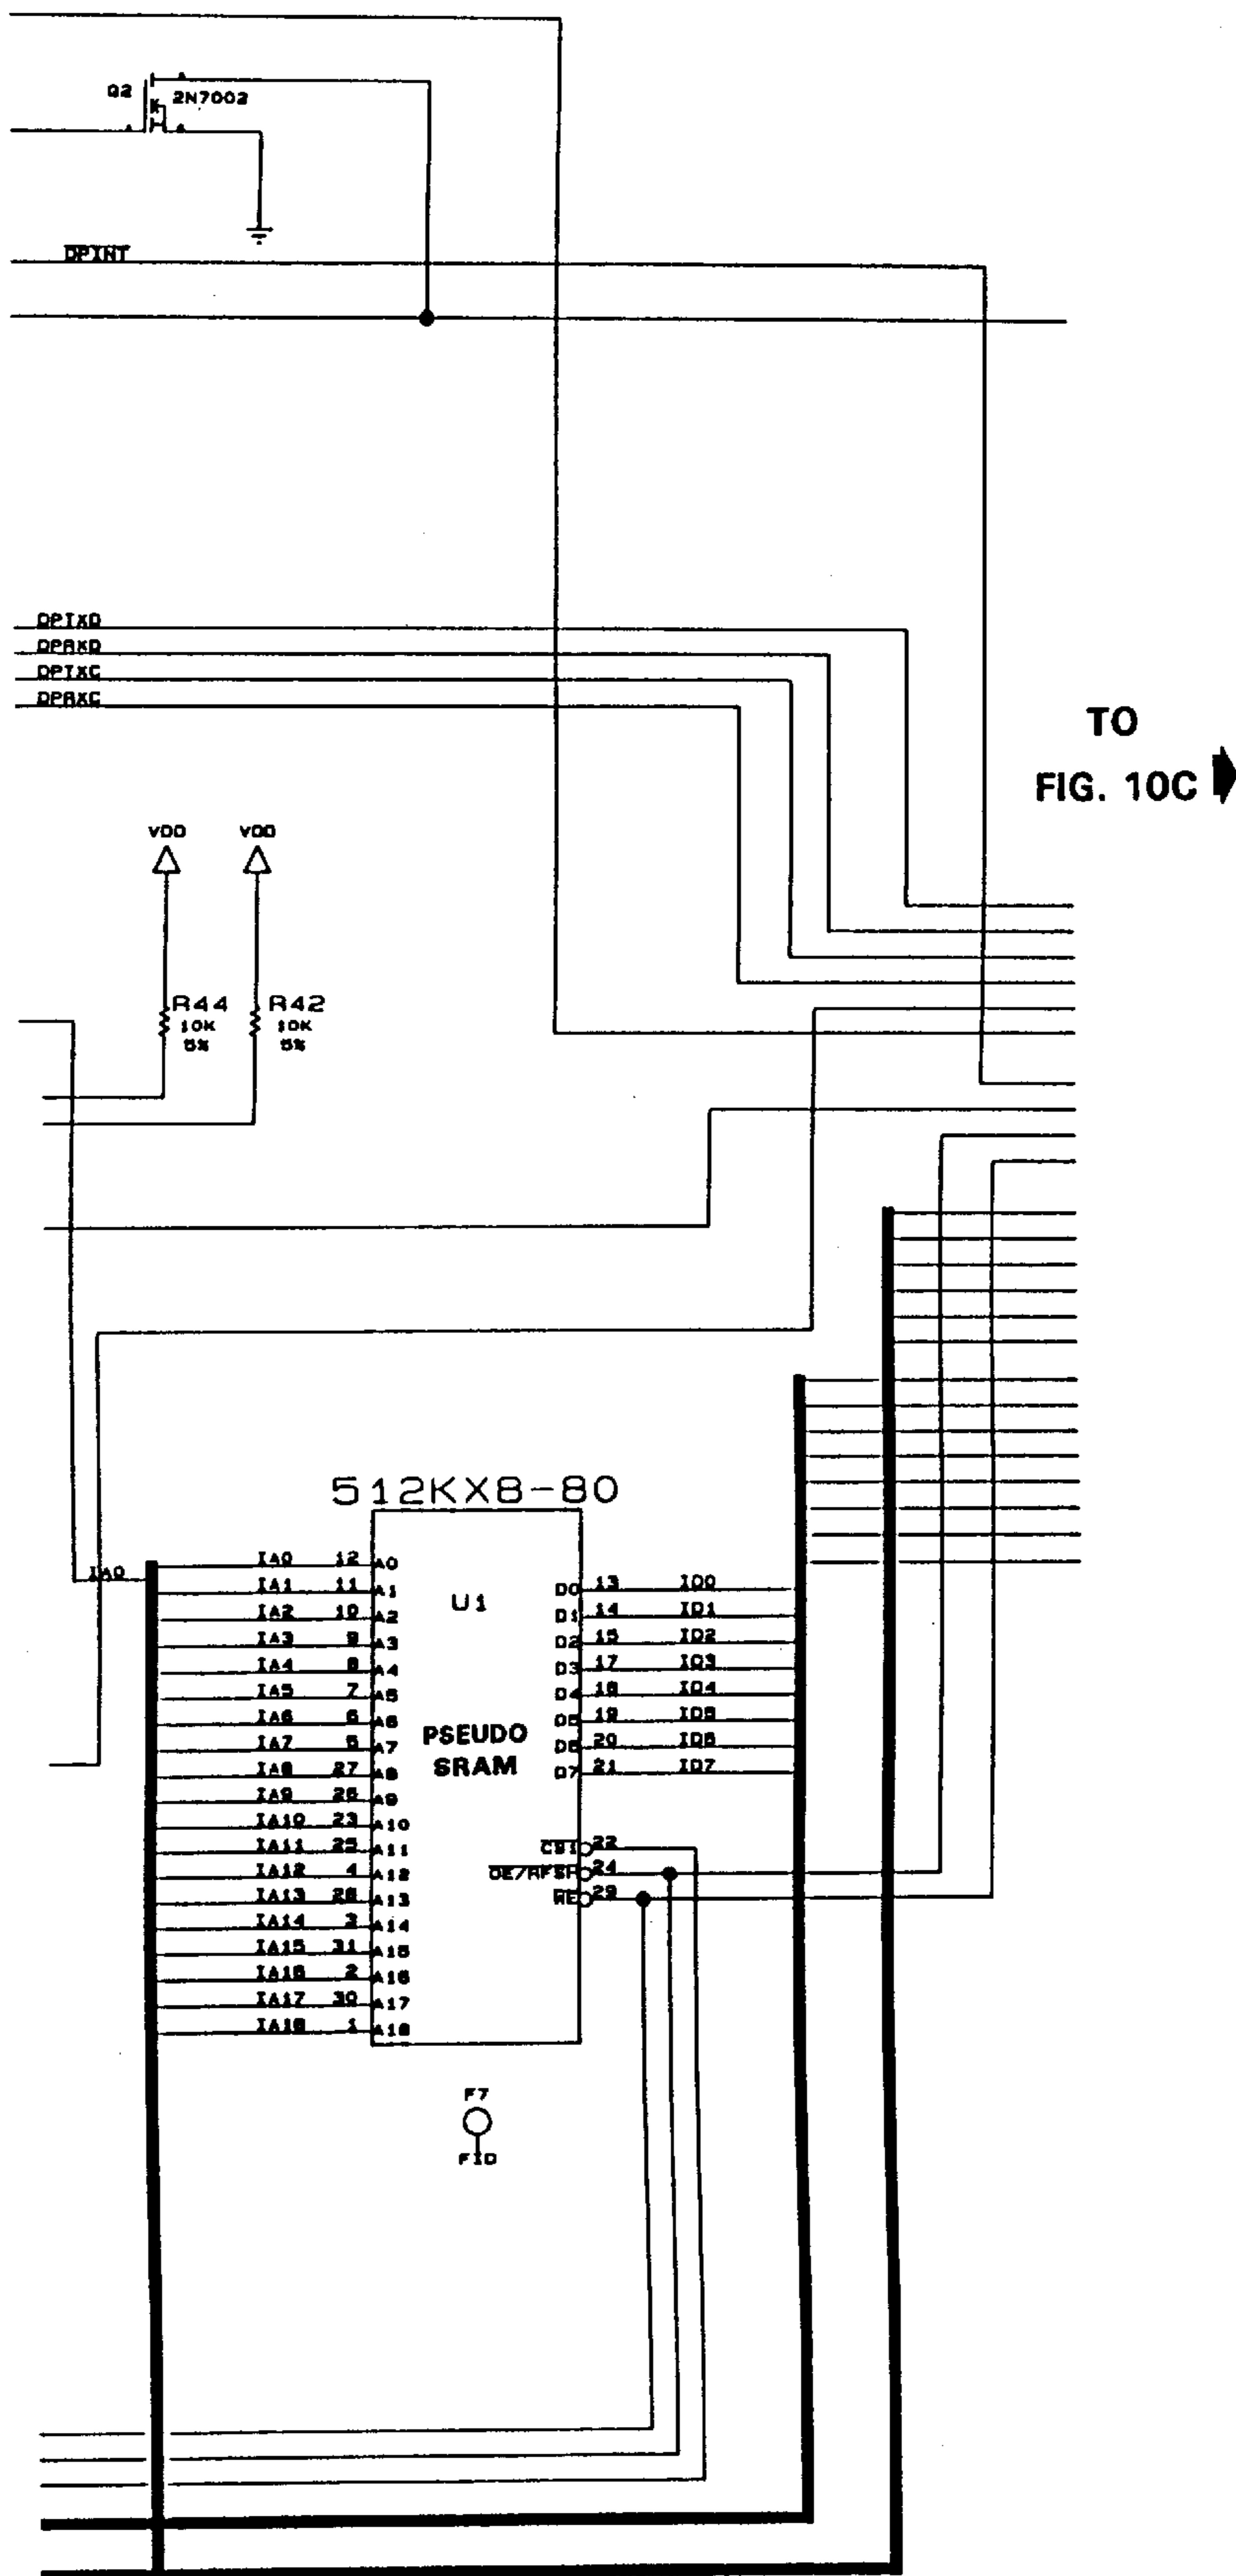 Q2
2N7002
DPINT
DPTXD
DPRXD
DPTXC
DPRXC
TO
FIG. 10C
VDD VDD
R44 R42
10K 10K
5% 5%
512KX8-80
IA0
IA0 12 A0
IA1 11 A1
IA2 10 A2
IA3 9 A3
IA4 8 A4
IA5 7 A5
IA6 6 A6
IA7 5 A7
IA8 27 A8
IA9 26 A9
IA10 23 A10
IA11 25 A11
IA12 4 A12
IA13 28 A13
IA14 3 A14
IA15 31 A15
IA16 2 A16
IA17 30 A17
IA18 1 A18
U1
PSEUDO
SRAM
D0 13 ID0
D1 14 ID1
D2 15 ID2
D3 17 ID3
D4 18 ID4
D5 19 ID5
D6 20 ID6
D7 21 ID7
CS1 22
OE/RFSH 24
WE 29
F7
FID